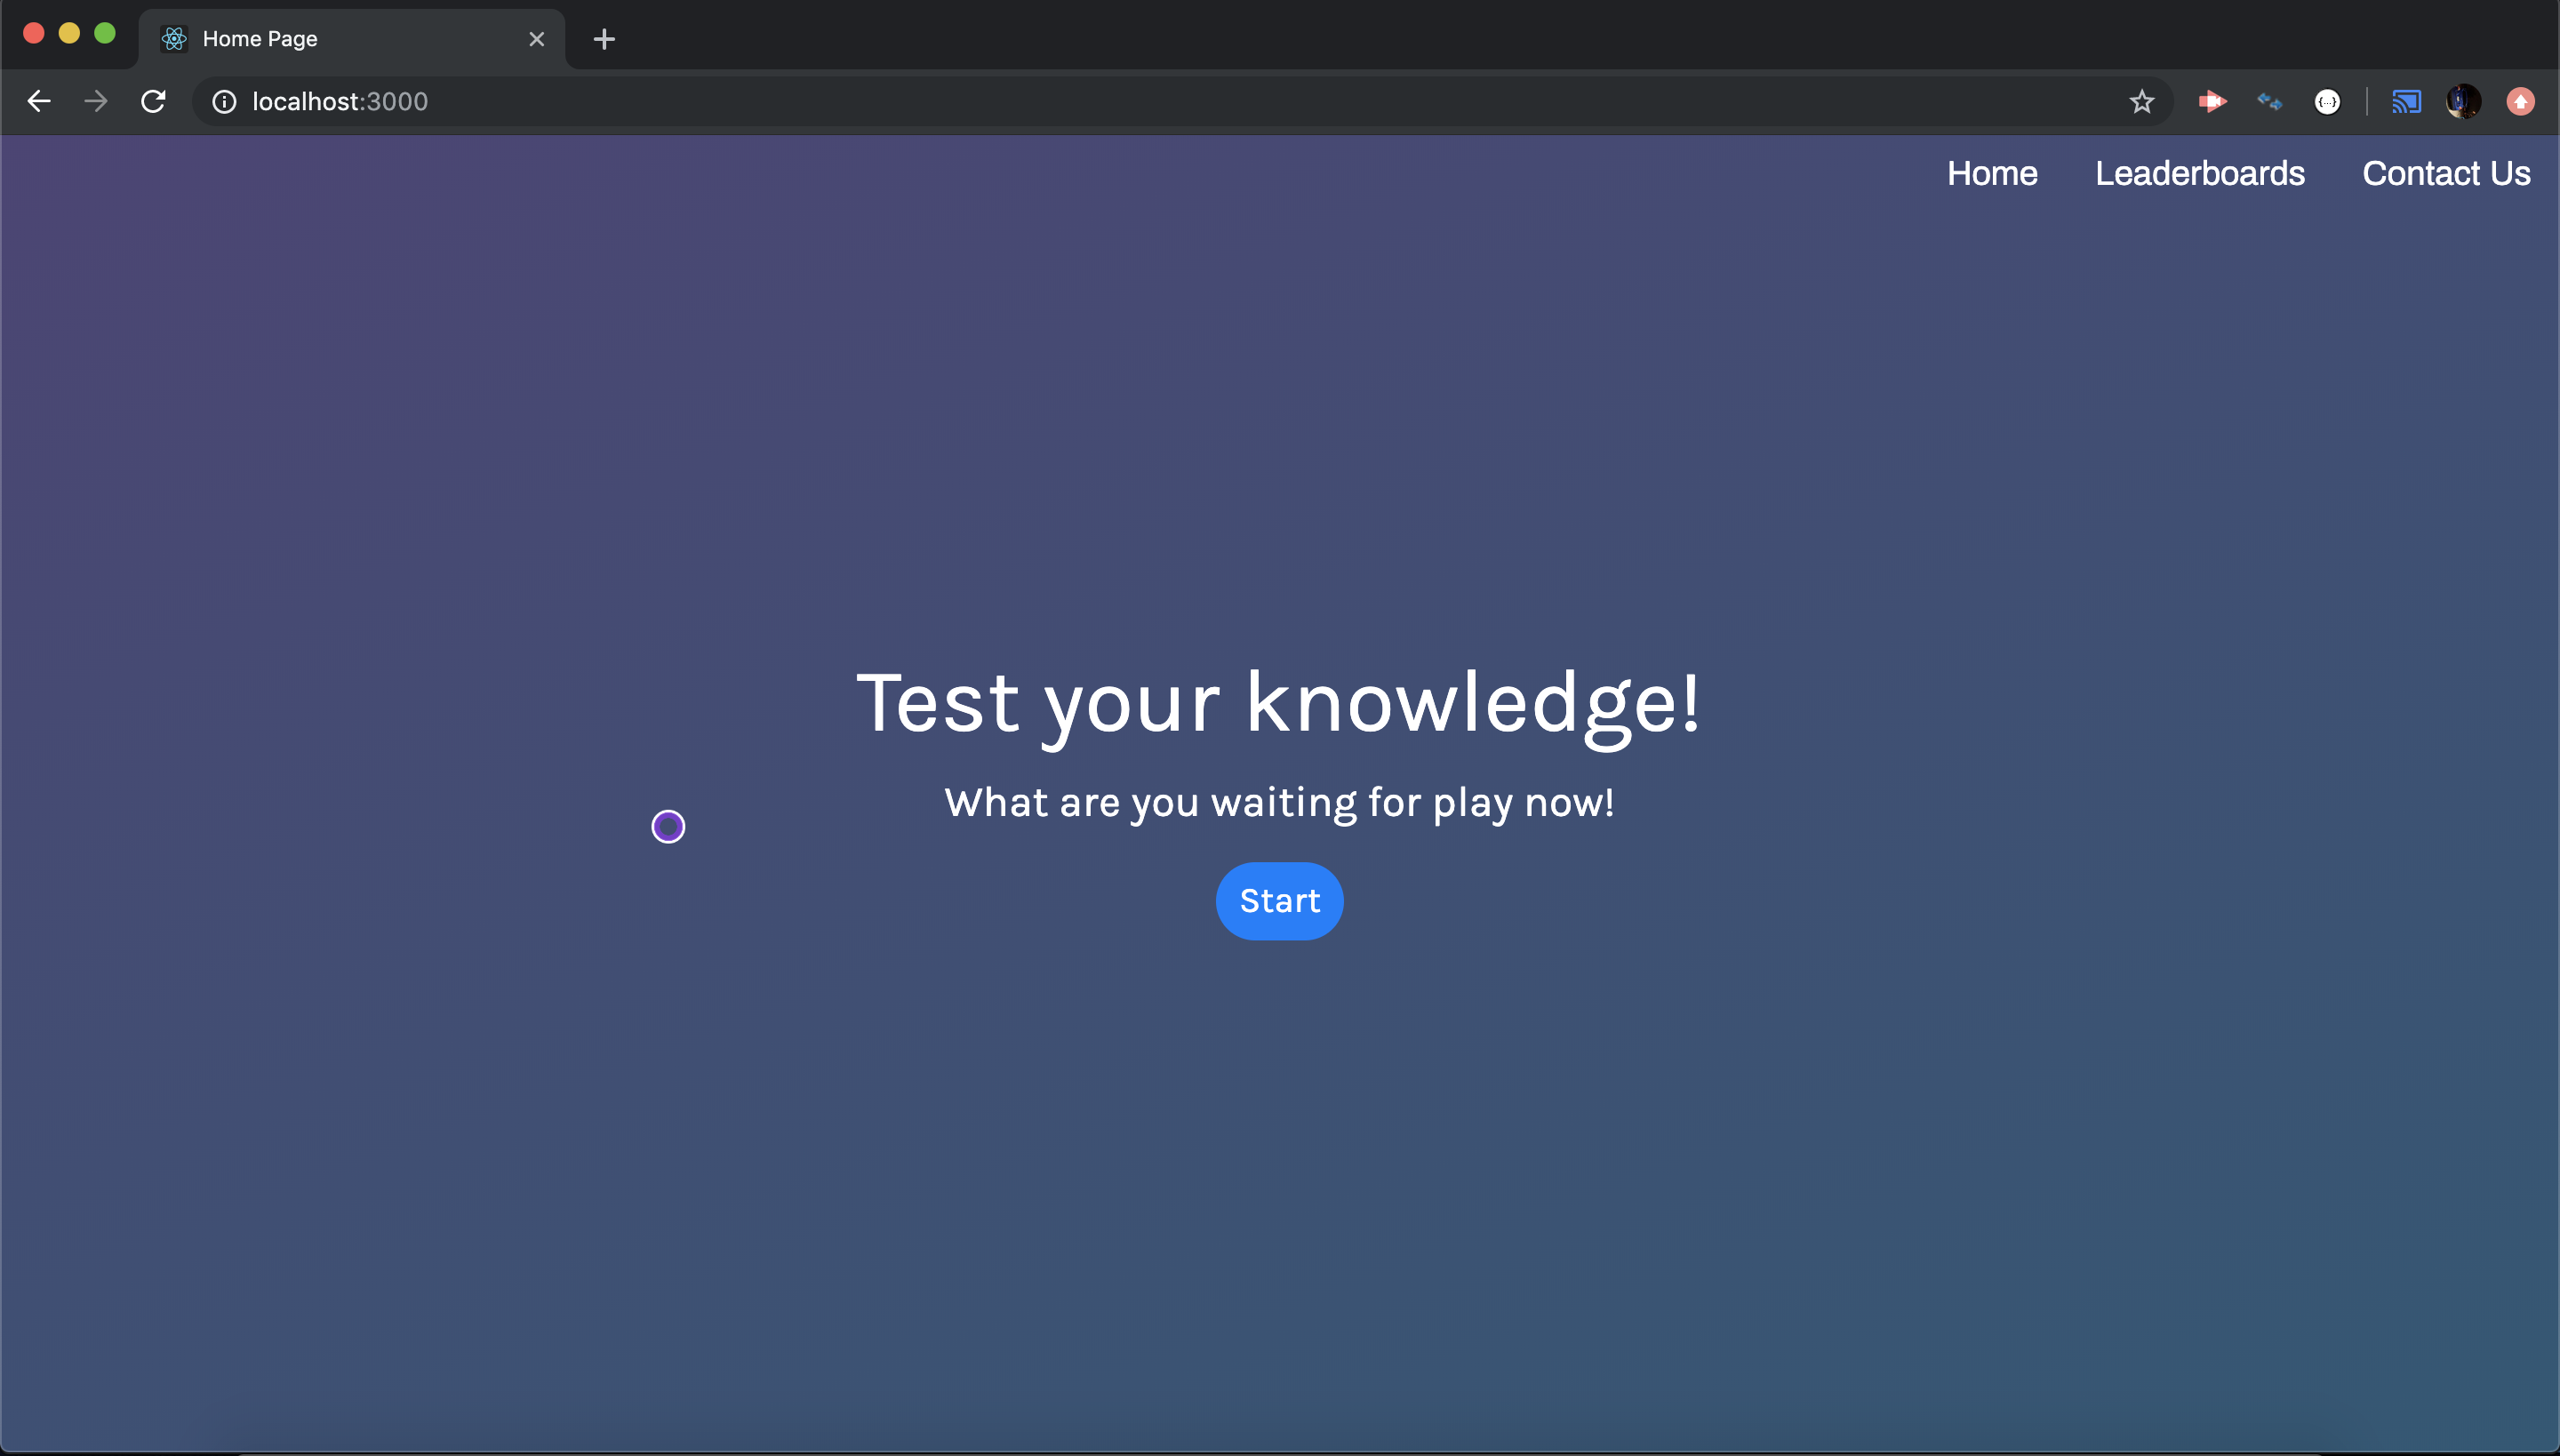 Home Page
localhost:3000
Home Leaderboards Contact Us
Test your knowledge!
What are you waiting for play now!
Start